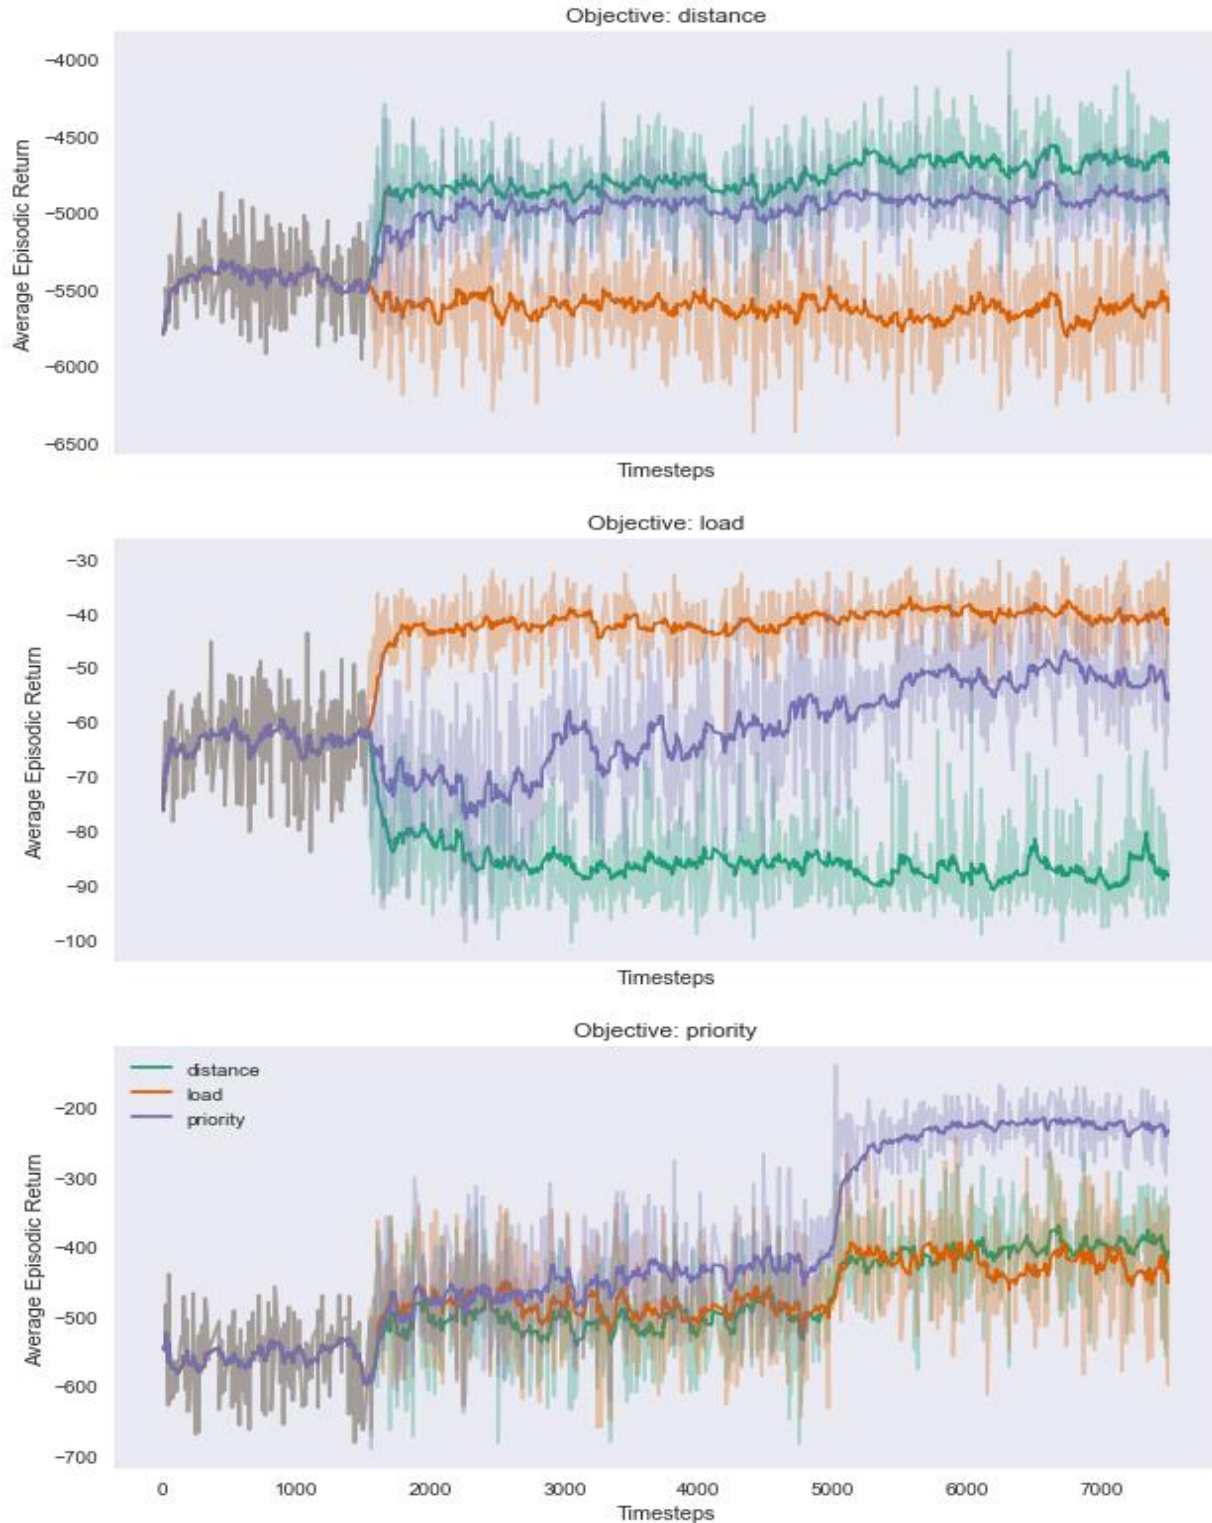 Objective: distance
Average Episodic Return
−4000
−4500
−5000
−5500
−6000
−6500
Timesteps
Objective: load
Average Episodic Return
−30
−40
−50
−60
−70
−80
−90
−100
Timesteps
Objective: priority
Average Episodic Return
distance
load
priority
−200
−300
−400
−500
−600
−700
0 1000 2000 3000 4000 5000 6000 7000
Timesteps